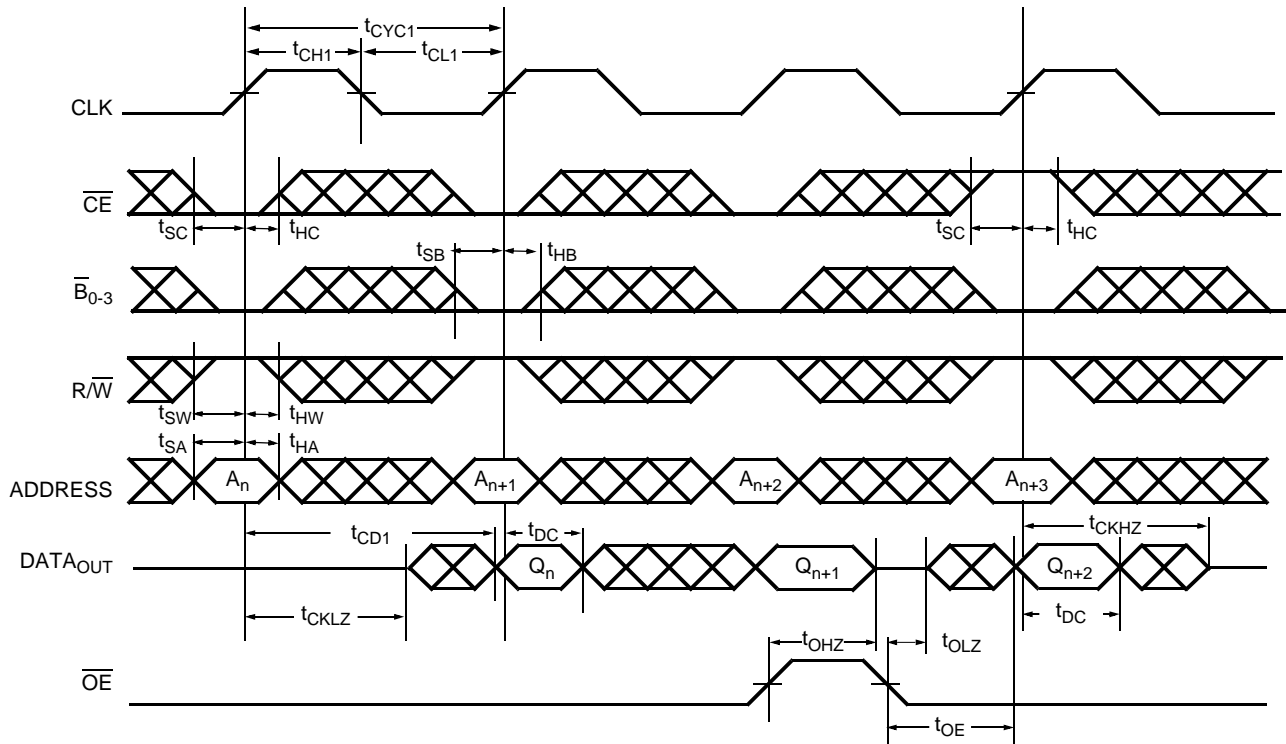 tCYC1
tCH1 tCL1
CLK
CE
tSC tHC tSC tHC
tSB tHB
B0-3
R/W
tSW tHW
tSA tHA
ADDRESS An An+1 An+2 An+3
tCD1 tDC tCKHZ
DATAOUT Qn Qn+1 Qn+2
tCKLZ tDC
tOHZ tOLZ
OE
tOE